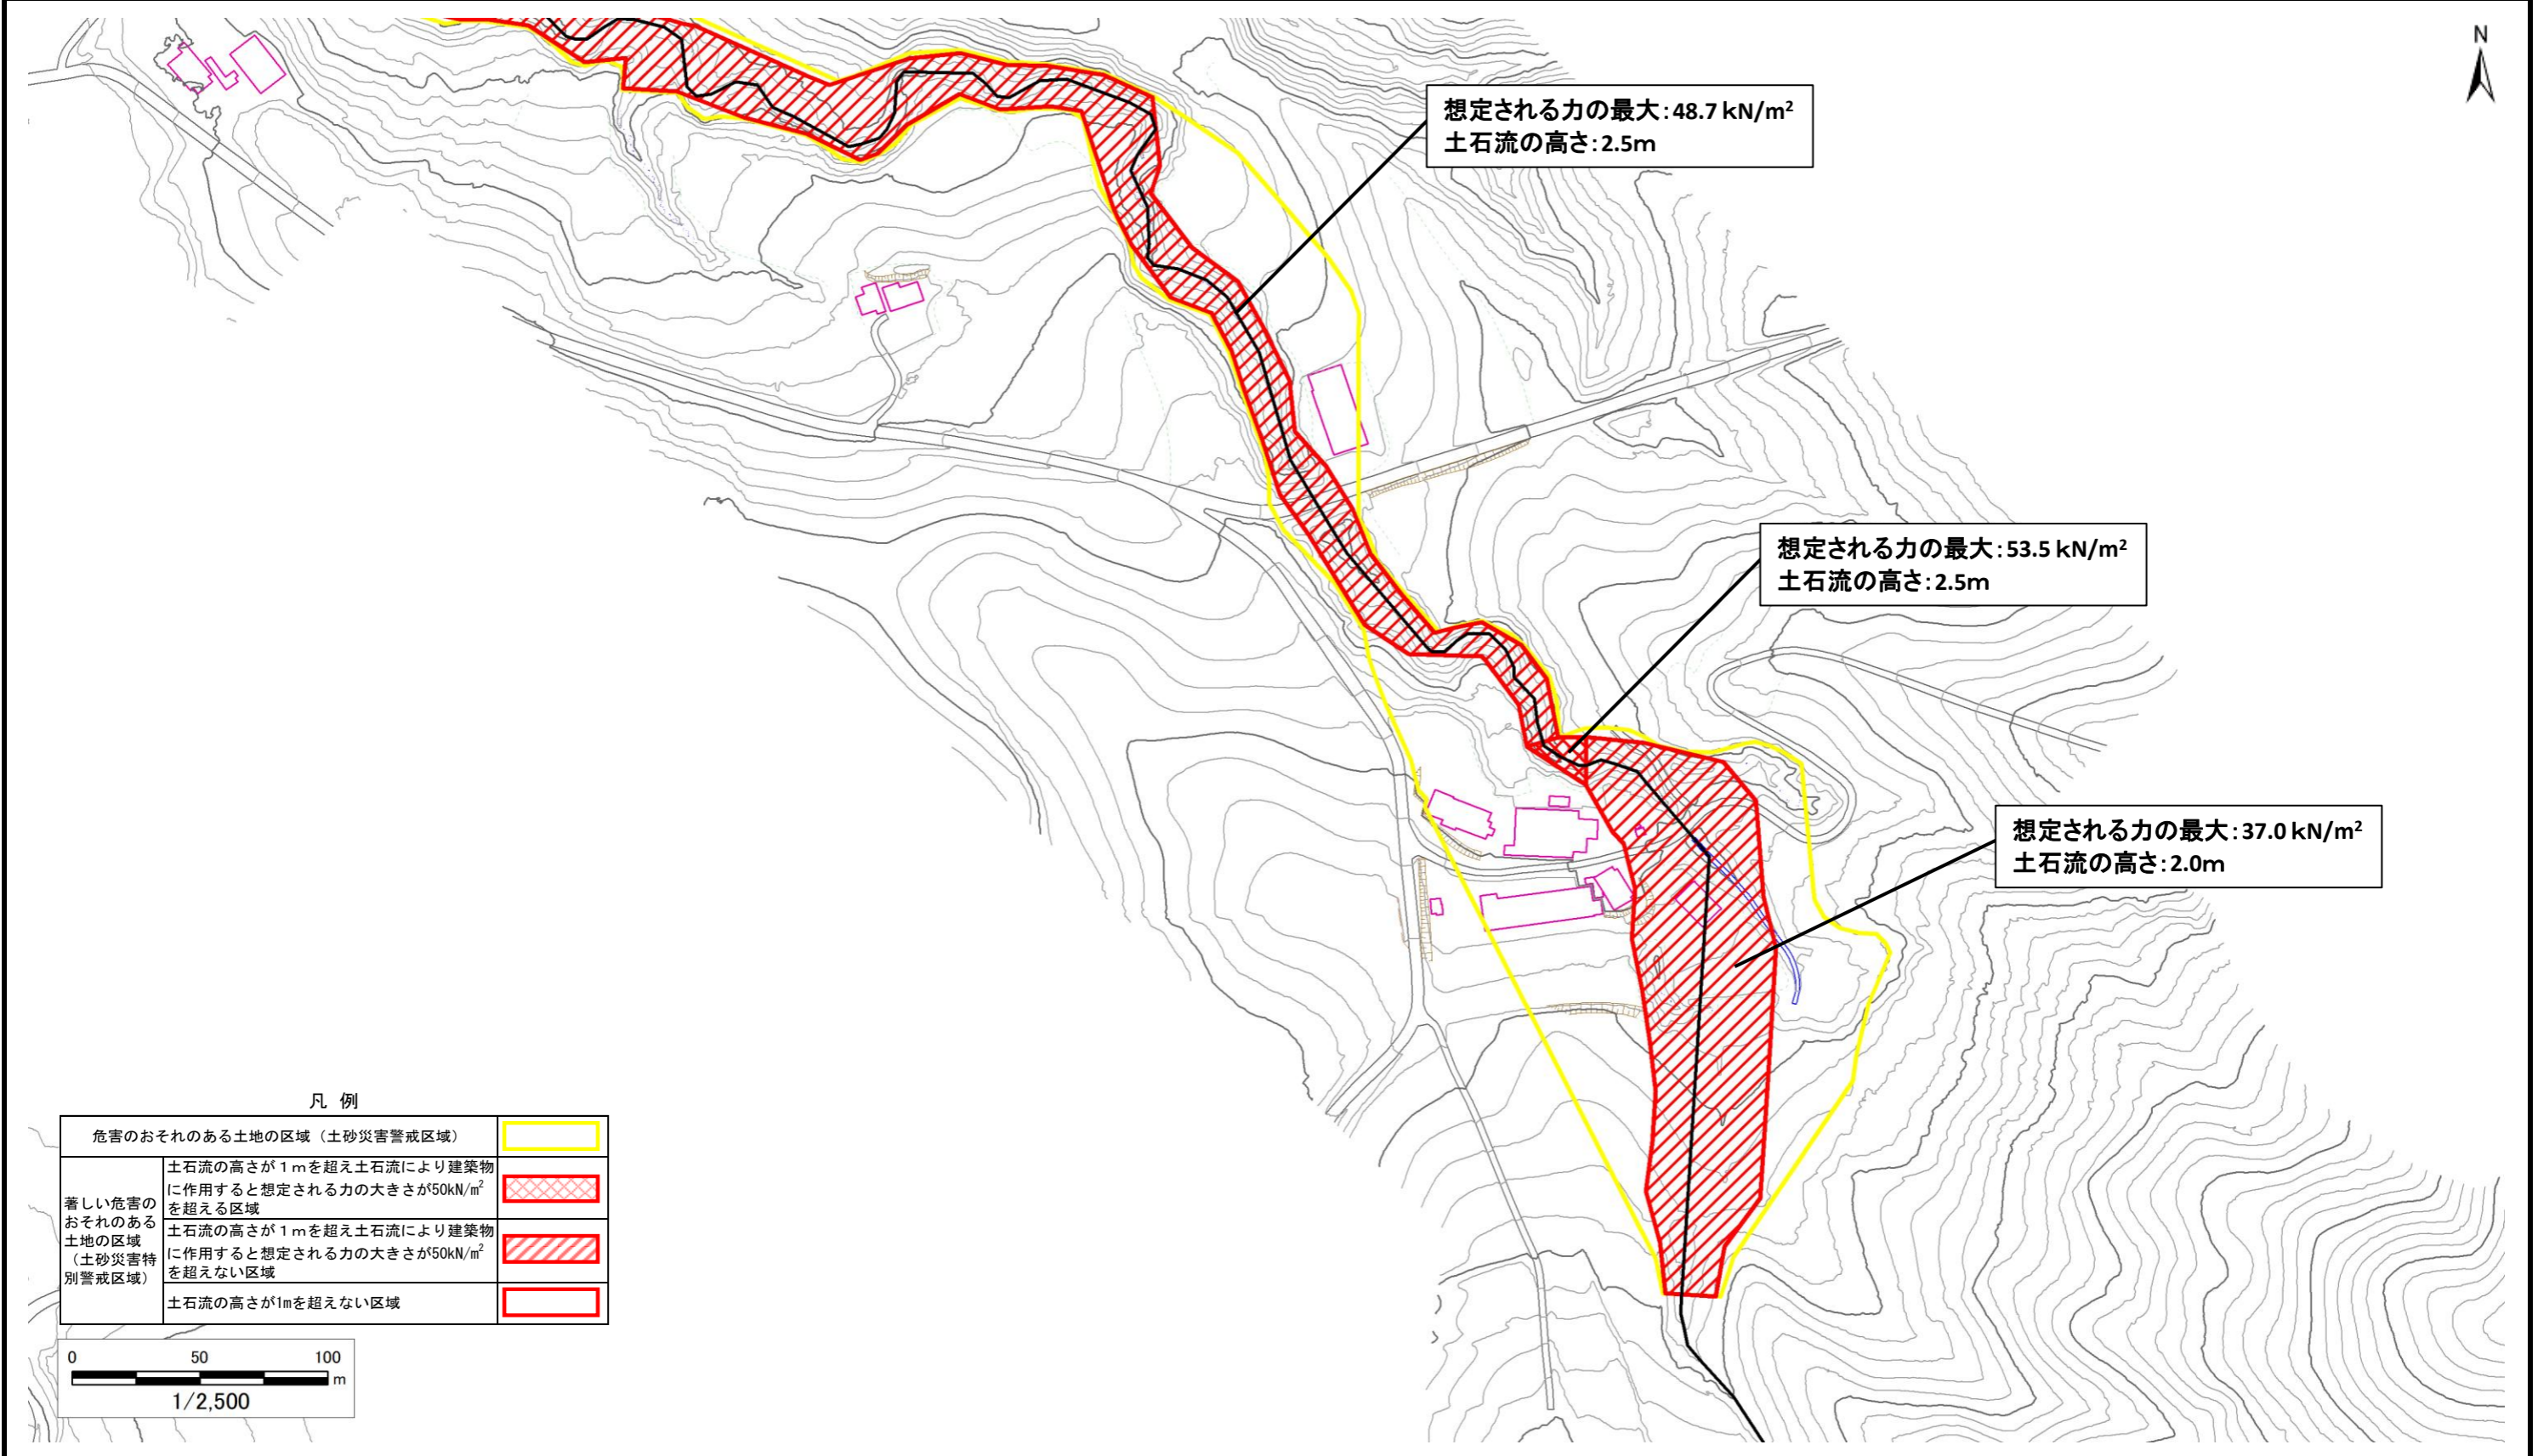 N
想定される力の最大:48.7 kN/m²
土石流の高さ:2.5m
想定される力の最大:53.5 kN/m²
土石流の高さ:2.5m
想定される力の最大:37.0 kN/m²
土石流の高さ:2.0m
凡 例
危害のおそれのある土地の区域（土砂災害警戒区域）
著しい危害の
おそれのある
土地の区域
（土砂災害特
別警戒区域）
土石流の高さが１ｍを超え土石流により建築物
に作用すると想定される力の大きさが50kN/㎡
を超える区域
土石流の高さが１ｍを超え土石流により建築物
に作用すると想定される力の大きさが50kN/㎡
を超えない区域
土石流の高さが1mを超えない区域
0 50 100
m
1/2,500